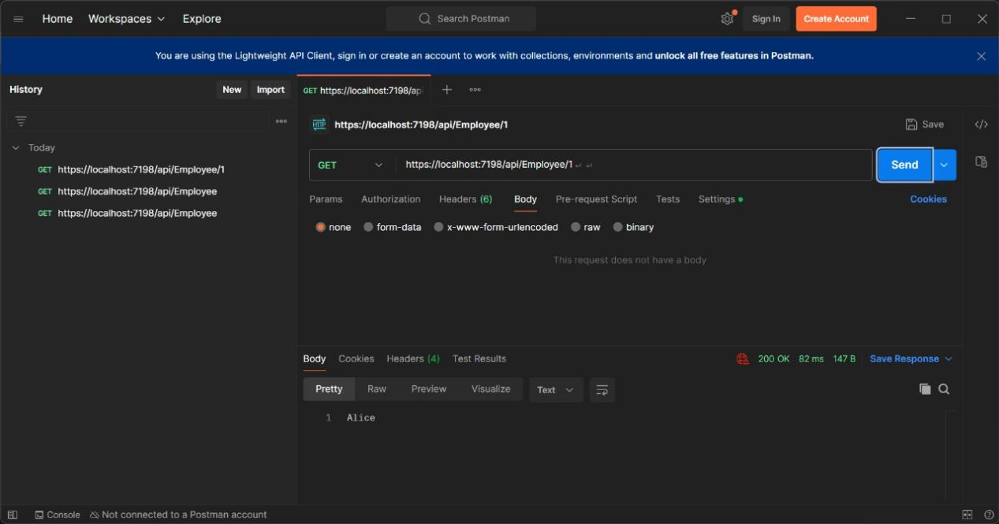 Home Workspaces Explore Search Postman Sign In Create Account
You are using the Lightweight API Client, sign in or create an account to work with collections, environments and unlock all free features in Postman.
History New Import GET https://localhost:7198/api
HTTP https://localhost:7198/api/Employee/1 Save
Today
GET https://localhost:7198/api/Employee/1
GET https://localhost:7198/api/Employee
GET https://localhost:7198/api/Employee
GET https://localhost:7198/api/Employee/1 Send
Params Authorization Headers (6) Body Pre-request Script Tests Settings Cookies
none form-data x-www-form-urlencoded raw binary
This request does not have a body
Body Cookies Headers (4) Test Results 200 OK 82 ms 147 B Save Response
Pretty Raw Preview Visualize Text
1 Alice
Console Not connected to a Postman account